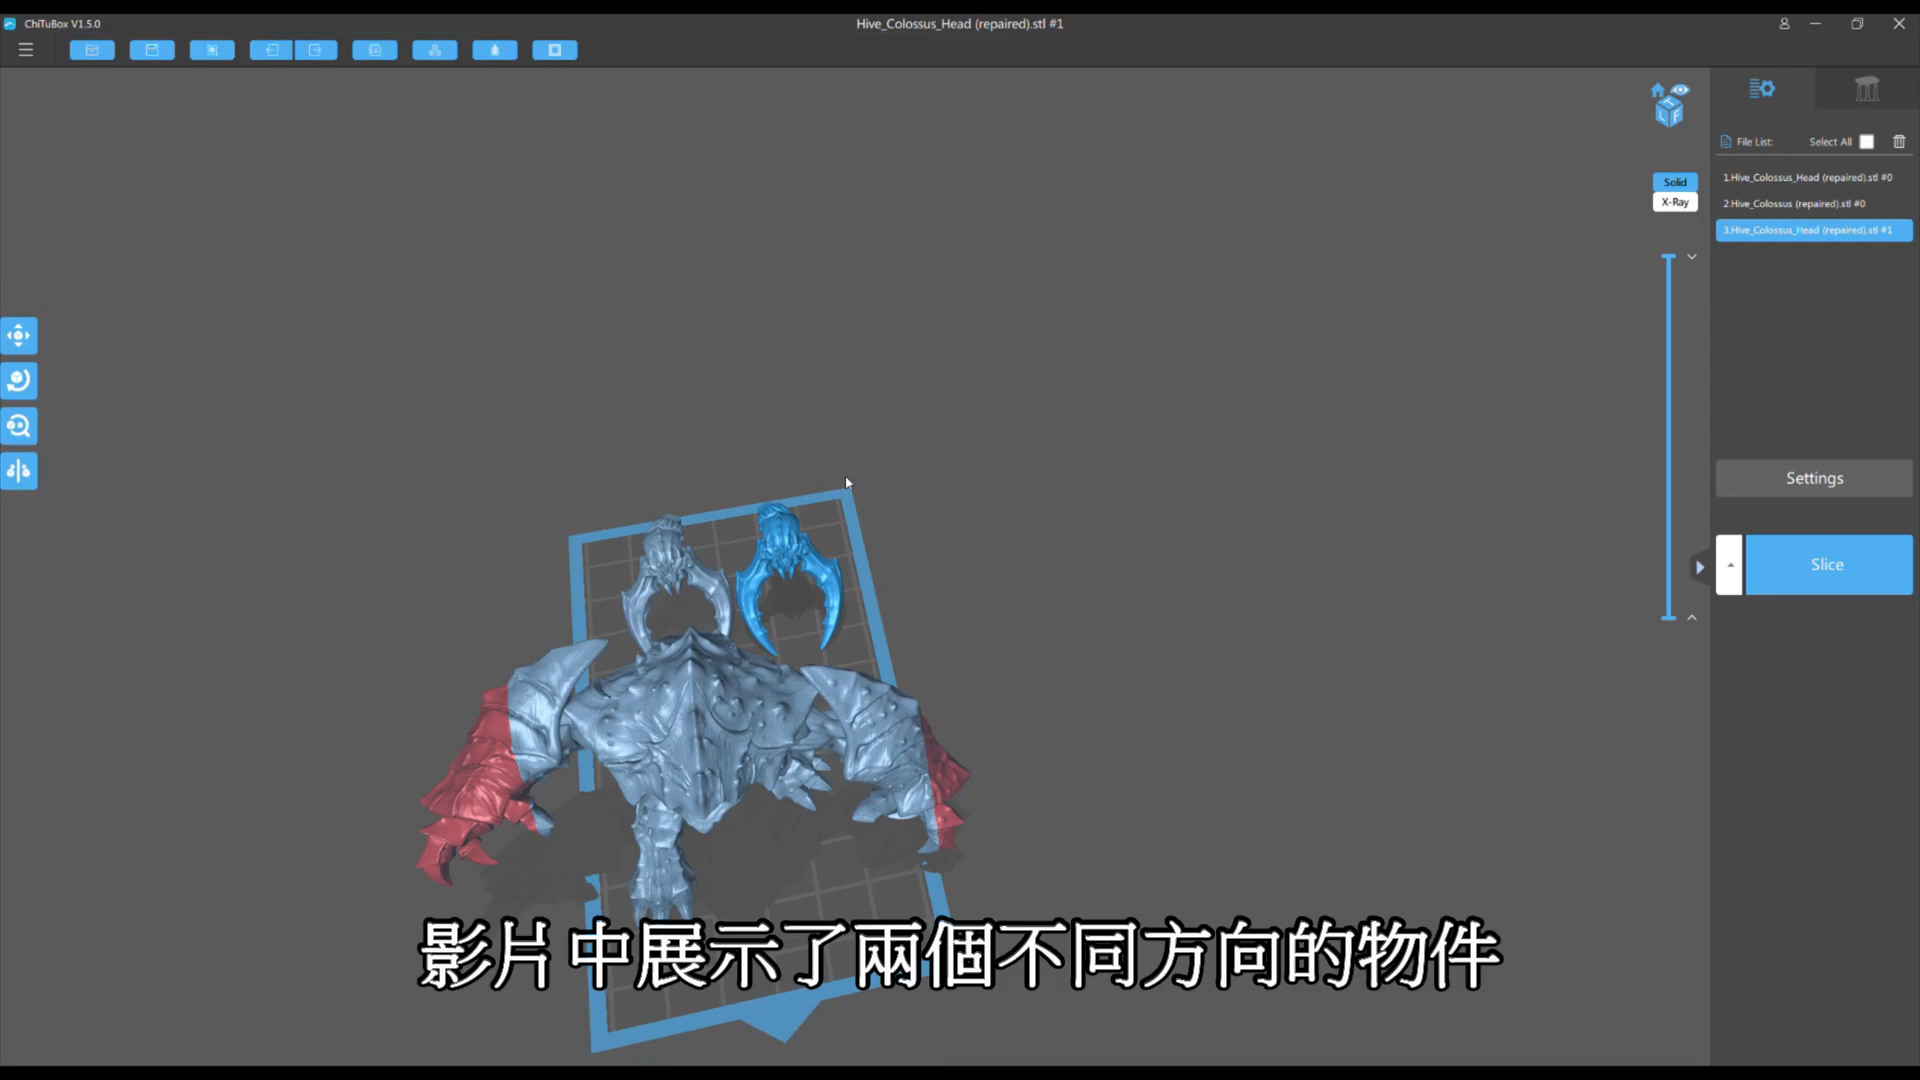 ChiTuBox V1.5.0
Hive_Colossus_Head (repaired).stl #1
File List:
Select All
1.Hive_Colossus_Head (repaired).stl #0
2.Hive_Colossus (repaired).stl #0
3.Hive_Colossus_Head (repaired).stl #1
Solid
X-Ray
T
L F
Settings
Slice
影片中展示了兩個不同方向的物件